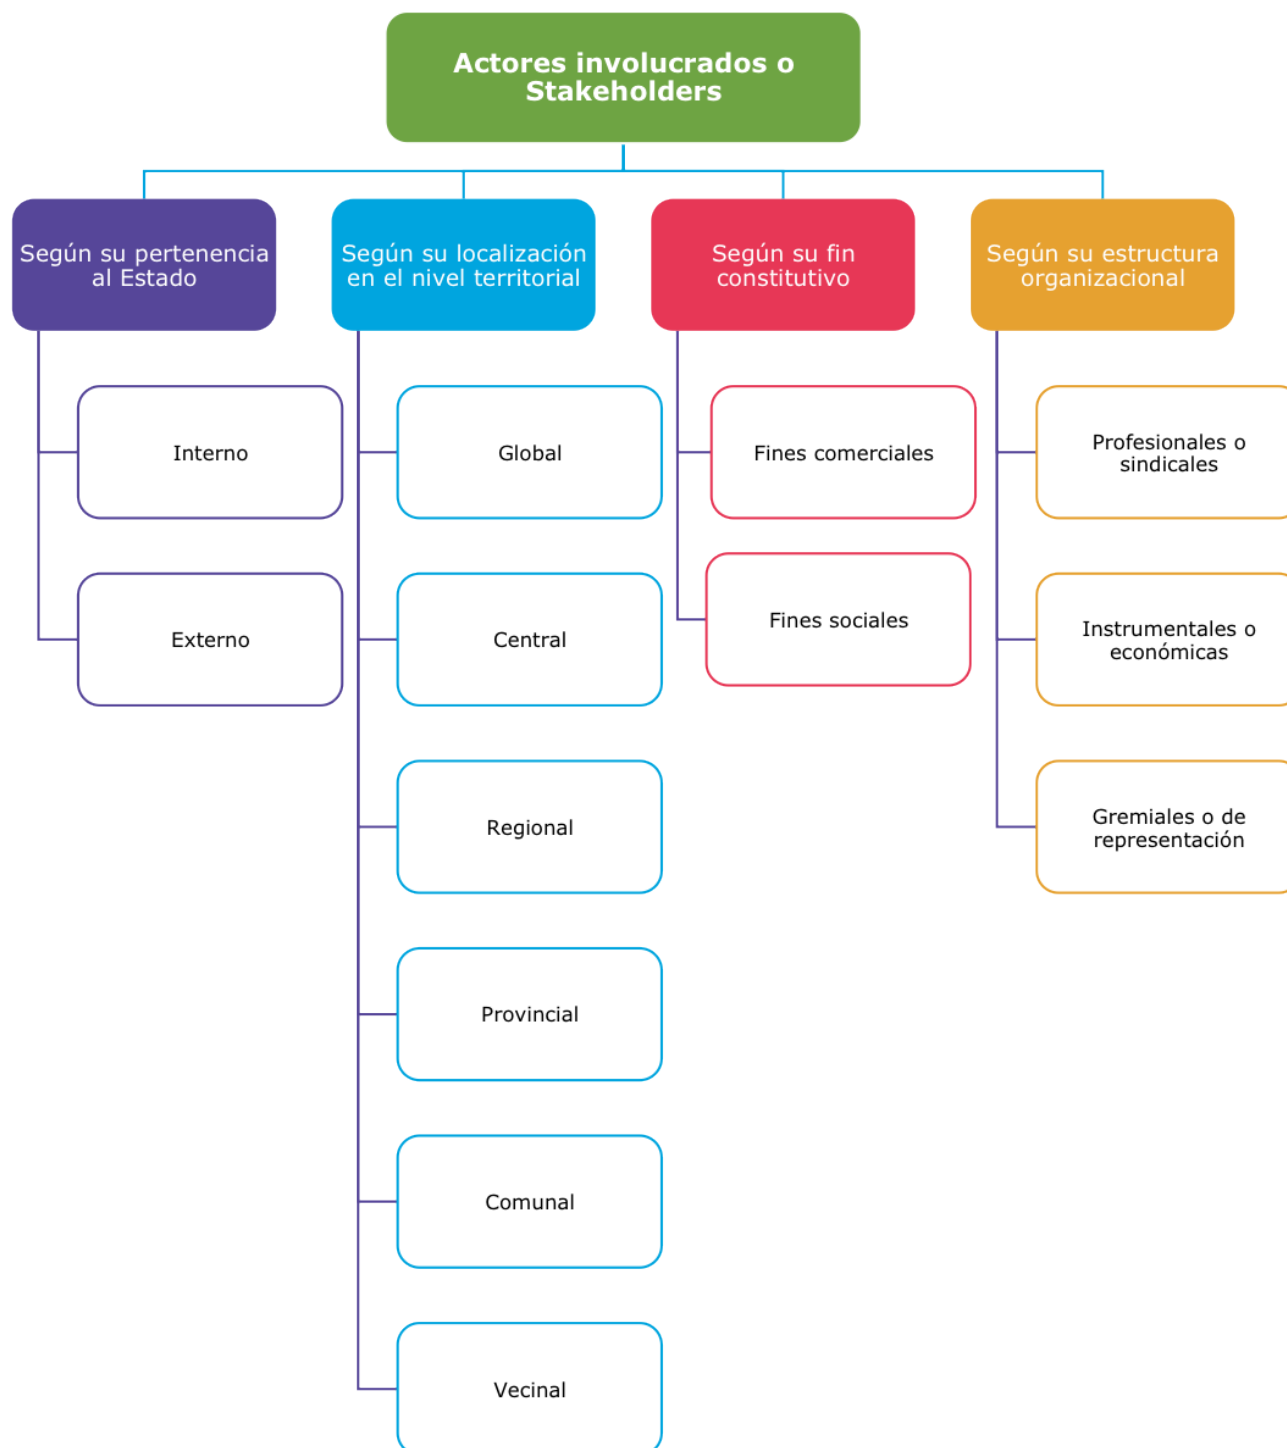 Actores involucrados o
Stakeholders
Según su pertenencia
al Estado
Interno
Externo
Según su localización
en el nivel territorial
Global
Central
Regional
Provincial
Comunal
Vecinal
Según su fin
constitutivo
Fines comerciales
Fines sociales
Según su estructura
organizacional
Profesionales o
sindicales
Instrumentales o
económicas
Gremiales o de
representación